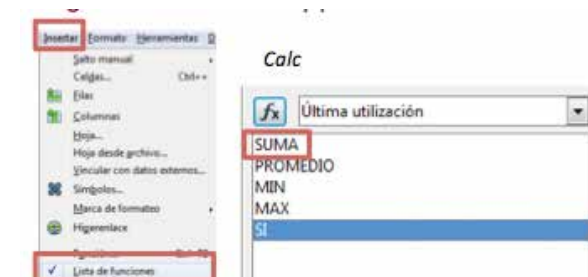 Insertar Formato Herramientas D
Salto manual
Celdas... Ctrl++
Filas
Columnas
Hoja...
Hoja desde archivo...
Vincular con datos externos...
Símbolos...
Marca de formateo
Hiperenlace
Lista de funciones
Calc
fx Última utilización
SUMA
PROMEDIO
MIN
MAX
SI